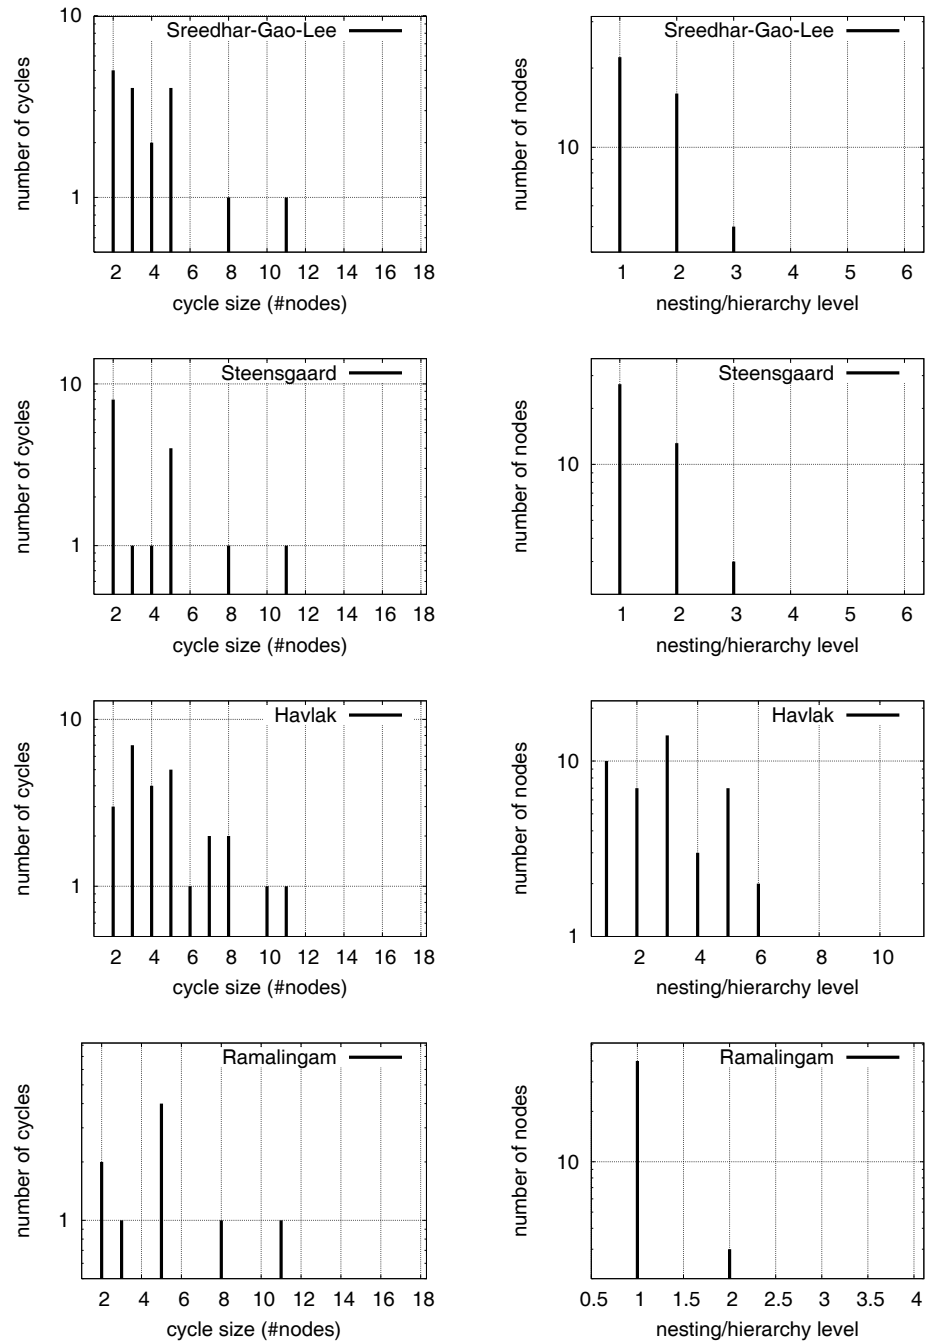 10
1
number of cycles
Sreedhar-Gao-Lee
2 4 6 8 10 12 14 16 18
cycle size (#nodes)
10
number of nodes
Sreedhar-Gao-Lee
1 2 3 4 5 6
nesting/hierarchy level
10
1
number of cycles
Steensgaard
2 4 6 8 10 12 14 16 18
cycle size (#nodes)
10
number of nodes
Steensgaard
1 2 3 4 5 6
nesting/hierarchy level
10
1
number of cycles
Havlak
2 4 6 8 10 12 14 16 18
cycle size (#nodes)
10
1
number of nodes
Havlak
2 4 6 8 10
nesting/hierarchy level
1
number of cycles
Ramalingam
2 4 6 8 10 12 14 16 18
cycle size (#nodes)
10
number of nodes
Ramalingam
0.5 1 1.5 2 2.5 3 3.5 4
nesting/hierarchy level